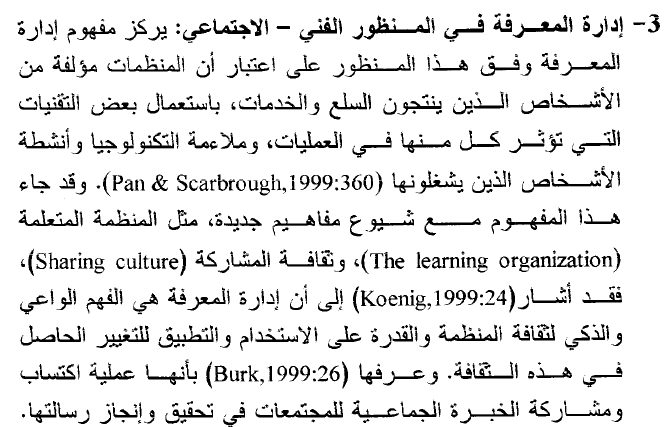 3- إدارة المعرفة في المنظور الفني – الاجتماعي: يركز مفهوم إدارة
المعرفة وفق هذا المنظور على اعتبار أن المنظمات مؤلفة من
الأشخاص الذين ينتجون السلع والخدمات، باستعمال بعض التقنيات
التي تؤثر كل منها في العمليات، وملاءمة التكنولوجيا وأنشطة
الأشخاص الذين يشغلونها (Pan & Scarbrough,1999:360). وقد جاء
هذا المفهوم مع شيوع مفاهيم جديدة، مثل المنظمة المتعلمة
(The learning organization)، وثقافة المشاركة (Sharing culture)،
فقد أشار(Koenig,1999:24) إلى أن إدارة المعرفة هي الفهم الواعي
والذكي لثقافة المنظمة والقدرة على الاستخدام والتطبيق للتغيير الحاصل
في هذه الثقافة. وعرفها (Burk,1999:26) بأنها عملية اكتساب
ومشاركة الخبرة الجماعية للمجتمعات في تحقيق وإنجاز رسالتها.